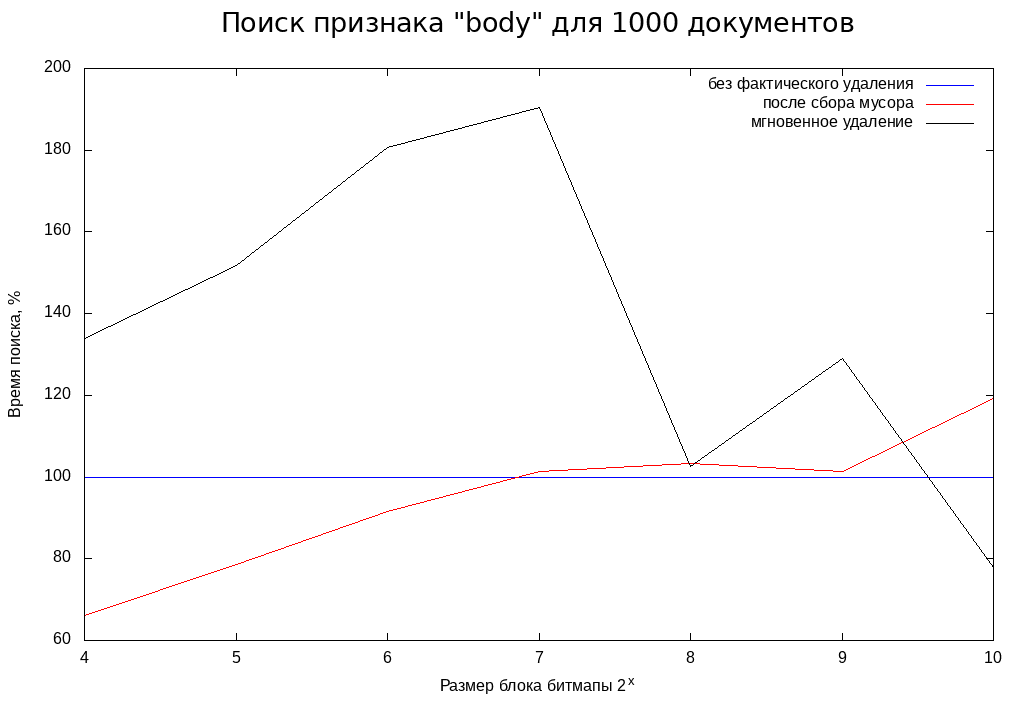 Поиск признака "body" для 1000 документов
200
180
160
140
120
100
80
60
Время поиска, %
без фактического удаления
после сбора мусора
мгновенное удаление
4 5 6 7 8 9 10
Размер блока битмапы 2^x